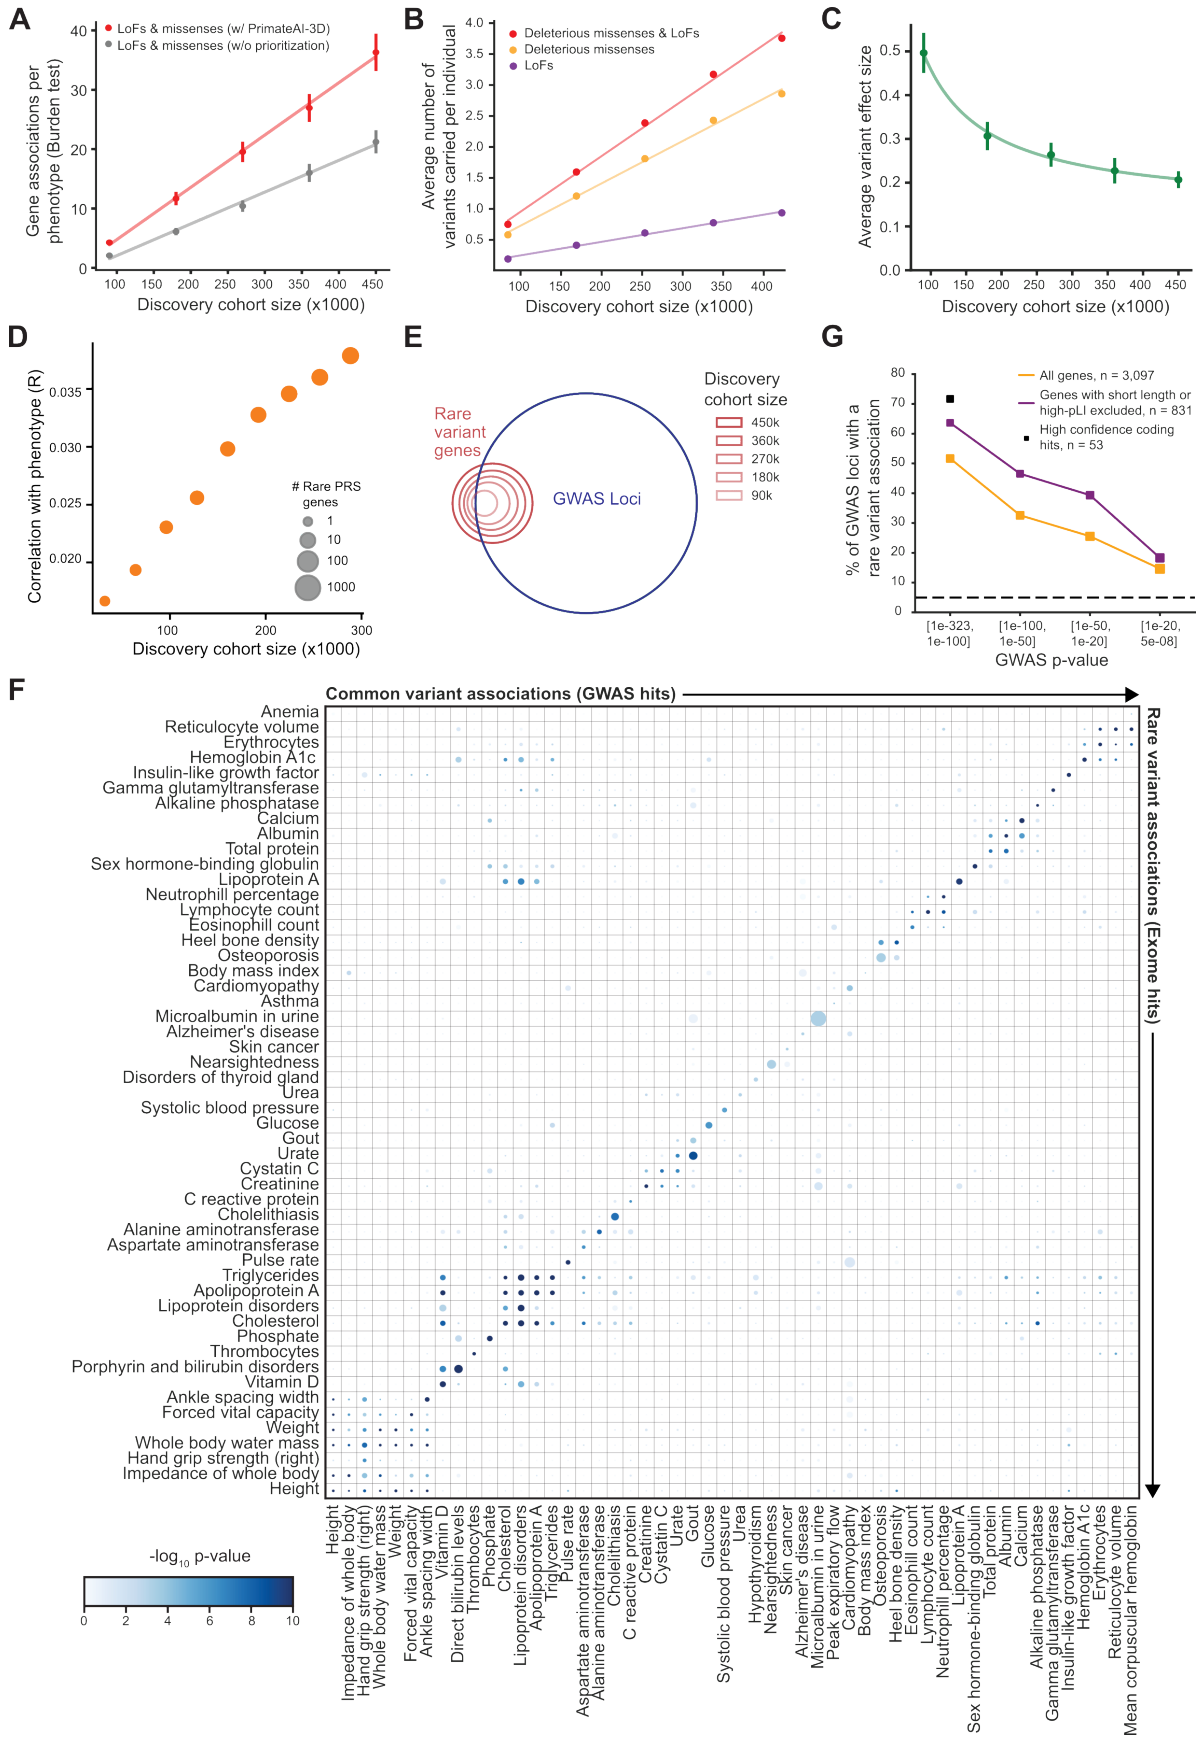 A
LoFs & missenses (w/ PrimateAI-3D)
LoFs & missenses (w/o prioritization)
Gene associations per
phenotype (Burden test)
40
30
20
10
0
100 150 200 250 300 350 400 450
Discovery cohort size (x1000)
B
Deleterious missenses & LoFs
Deleterious missenses
LoFs
Average number of
variants carried per individual
4.0
3.5
3.0
2.5
2.0
1.5
1.0
0.5
100 150 200 250 300 350 400
Discovery cohort size (x1000)
C
Average variant effect size
0.5
0.4
0.3
0.2
0.1
0.0
100 150 200 250 300 350 400 450
Discovery cohort size (x1000)
D
Correlation with phenotype (R)
0.035
0.030
0.025
0.020
# Rare PRS
genes
1
10
100
1000
100 200 300
Discovery cohort size (x1000)
E
Rare
variant
genes
GWAS Loci
Discovery
cohort size
450k
360k
270k
180k
90k
G
% of GWAS loci with a
rare variant association
80
70
60
50
40
30
20
10
0
All genes, n = 3,097
Genes with short length or
high-pLI excluded, n = 831
High confidence coding
hits, n = 53
[1e-323, [1e-100, [1e-50, [1e-20,
1e-100] 1e-50] 1e-20] 5e-08]
GWAS p-value
F
Common variant associations (GWAS hits)
Rare variant associations (Exome hits)
Anemia
Reticulocyte volume
Erythrocytes
Hemoglobin A1c
Insulin-like growth factor
Gamma glutamyltransferase
Alkaline phosphatase
Calcium
Albumin
Total protein
Sex hormone-binding globulin
Lipoprotein A
Neutrophill percentage
Lymphocyte count
Eosinophill count
Heel bone density
Osteoporosis
Body mass index
Cardiomyopathy
Asthma
Microalbumin in urine
Alzheimer's disease
Skin cancer
Nearsightedness
Disorders of thyroid gland
Urea
Systolic blood pressure
Glucose
Gout
Urate
Cystatin C
Creatinine
C reactive protein
Cholelithiasis
Alanine aminotransferase
Aspartate aminotransferase
Pulse rate
Triglycerides
Apolipoprotein A
Lipoprotein disorders
Cholesterol
Phosphate
Thrombocytes
Porphyrin and bilirubin disorders
Vitamin D
Ankle spacing width
Forced vital capacity
Weight
Whole body water mass
Hand grip strength (right)
Impedance of whole body
Height
Height
Impedance of whole body
Hand grip strength (right)
Whole body water mass
Weight
Forced vital capacity
Ankle spacing width
Vitamin D
Direct bilirubin levels
Thrombocytes
Phosphate
Cholesterol
Lipoprotein disorders
Apolipoprotein A
Triglycerides
Pulse rate
Aspartate aminotransferase
Alanine aminotransferase
Cholelithiasis
C reactive protein
Creatinine
Cystatin C
Urate
Gout
Glucose
Systolic blood pressure
Urea
Hypothyroidism
Nearsightedness
Skin cancer
Alzheimer's disease
Microalbumin in urine
Peak expiratory flow
Cardiomyopathy
Body mass index
Osteoporosis
Heel bone density
Eosinophill count
Lymphocyte count
Neutrophill percentage
Lipoprotein A
Sex hormone-binding globulin
Total protein
Albumin
Calcium
Alkaline phosphatase
Gamma glutamyltransferase
Insulin-like growth factor
Hemoglobin A1c
Erythrocytes
Reticulocyte volume
Mean corpuscular hemoglobin
-log10 p-value
0 2 4 6 8 10